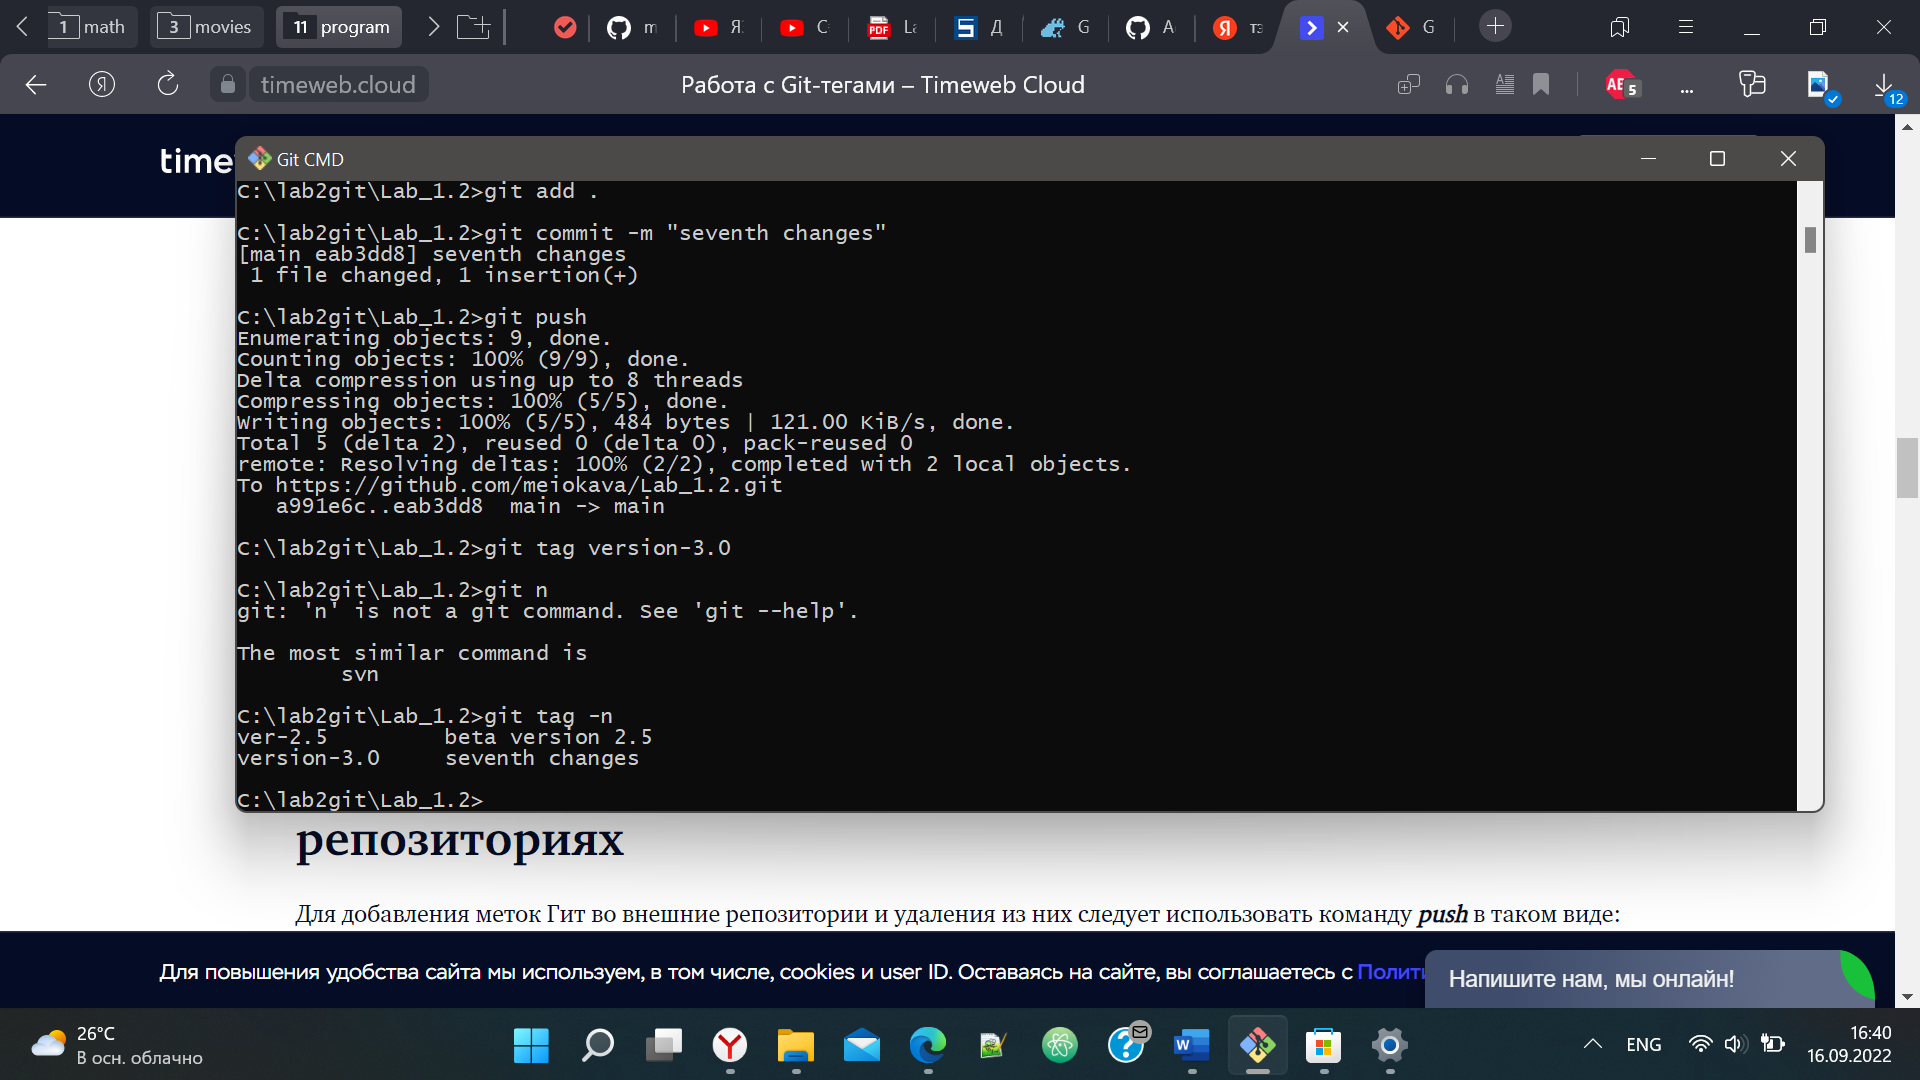 1 math 3 movies 11 program m Я С La Д G A тэ G
timeweb.cloud Работа с Git-тегами – Timeweb Cloud 5 ... 12
time
Git CMD
C:\lab2git\Lab_1.2>git add .
C:\lab2git\Lab_1.2>git commit -m "seventh changes"
[main eab3dd8] seventh changes
1 file changed, 1 insertion(+)
C:\lab2git\Lab_1.2>git push
Enumerating objects: 9, done.
Counting objects: 100% (9/9), done.
Delta compression using up to 8 threads
Compressing objects: 100% (5/5), done.
Writing objects: 100% (5/5), 484 bytes | 121.00 KiB/s, done.
Total 5 (delta 2), reused 0 (delta 0), pack-reused 0
remote: Resolving deltas: 100% (2/2), completed with 2 local objects.
To https://github.com/meiokava/Lab_1.2.git
a991e6c..eab3dd8  main -> main
C:\lab2git\Lab_1.2>git tag version-3.0
C:\lab2git\Lab_1.2>git n
git: 'n' is not a git command. See 'git --help'.
The most similar command is
svn
C:\lab2git\Lab_1.2>git tag -n
ver-2.5         beta version 2.5
version-3.0     seventh changes
C:\lab2git\Lab_1.2>
репозиториях
Для добавления меток Гит во внешние репозитории и удаления из них следует использовать команду push в таком виде:
Для повышения удобства сайта мы используем, в том числе, cookies и user ID. Оставаясь на сайте, вы соглашаетесь с Полити
Напишите нам, мы онлайн!
26°C
В осн. облачно
ENG
16:40
16.09.2022